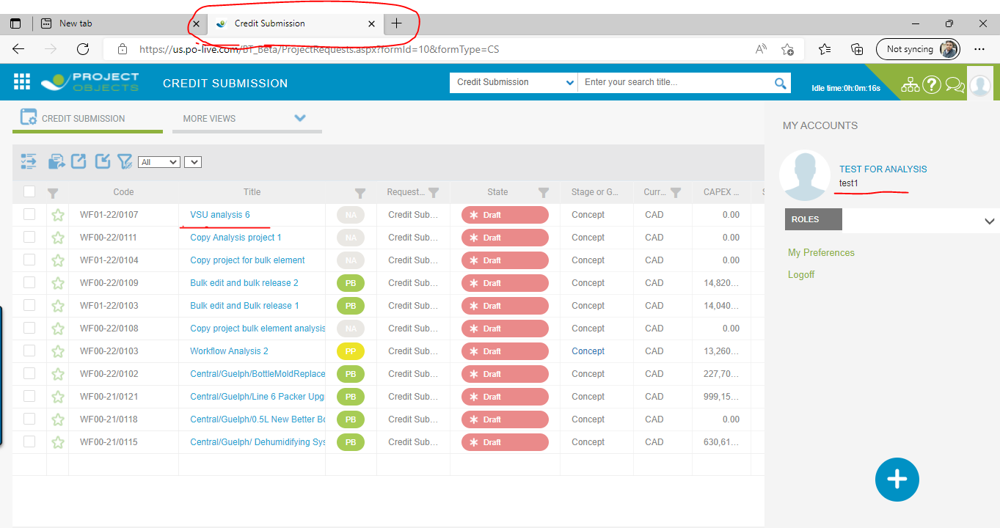 New tab
Credit Submission
https://us.po-live.com/BT_Beta/ProjectRequests.aspx?formId=10&formType=CS
Not syncing
PROJECT
OBJECTS
CREDIT SUBMISSION
Credit Submission
Enter your search title...
Idle time:0h:0m:16s
CREDIT SUBMISSION
MORE VIEWS
MY ACCOUNTS
TEST FOR ANALYSIS
test1
ROLES
My Preferences
Logoff
All
Code Title Request... State Stage or G... Curr... CAPEX ...
WF01-22/0107 VSU analysis 6 NA Credit Sub... Draft Concept CAD 0.00
WF00-22/0111 Copy Analysis project 1 NA Credit Sub... Draft Concept CAD 0.00
WF01-22/0104 Copy project for bulk element NA Credit Sub... Draft Concept CAD 0.00
WF00-22/0109 Bulk edit and bulk release 2 PB Credit Sub... Draft Concept CAD 14,820...
WF01-22/0103 Bulk edit and Bulk release 1 PB Credit Sub... Draft Concept CAD 14,040...
WF00-22/0108 Copy project bulk element analysis NA Credit Sub... Draft Concept CAD 0.00
WF00-22/0103 Workflow Analysis 2 PP Credit Sub... Draft Concept CAD 13,260...
WF00-22/0102 Central/Guelph/BottleMoldReplace PB Credit Sub... Draft Concept CAD 227,70...
WF00-21/0121 Central/Guelph/Line 6 Packer Upg PB Credit Sub... Draft Concept CAD 999,15...
WF00-21/0118 Central/Guelph/0.5L New Better Bo PB Credit Sub... Draft Concept CAD 0.00
WF00-21/0115 Central/Guelph/ Dehumidifying Sys PB Credit Sub... Draft Concept CAD 630,61...